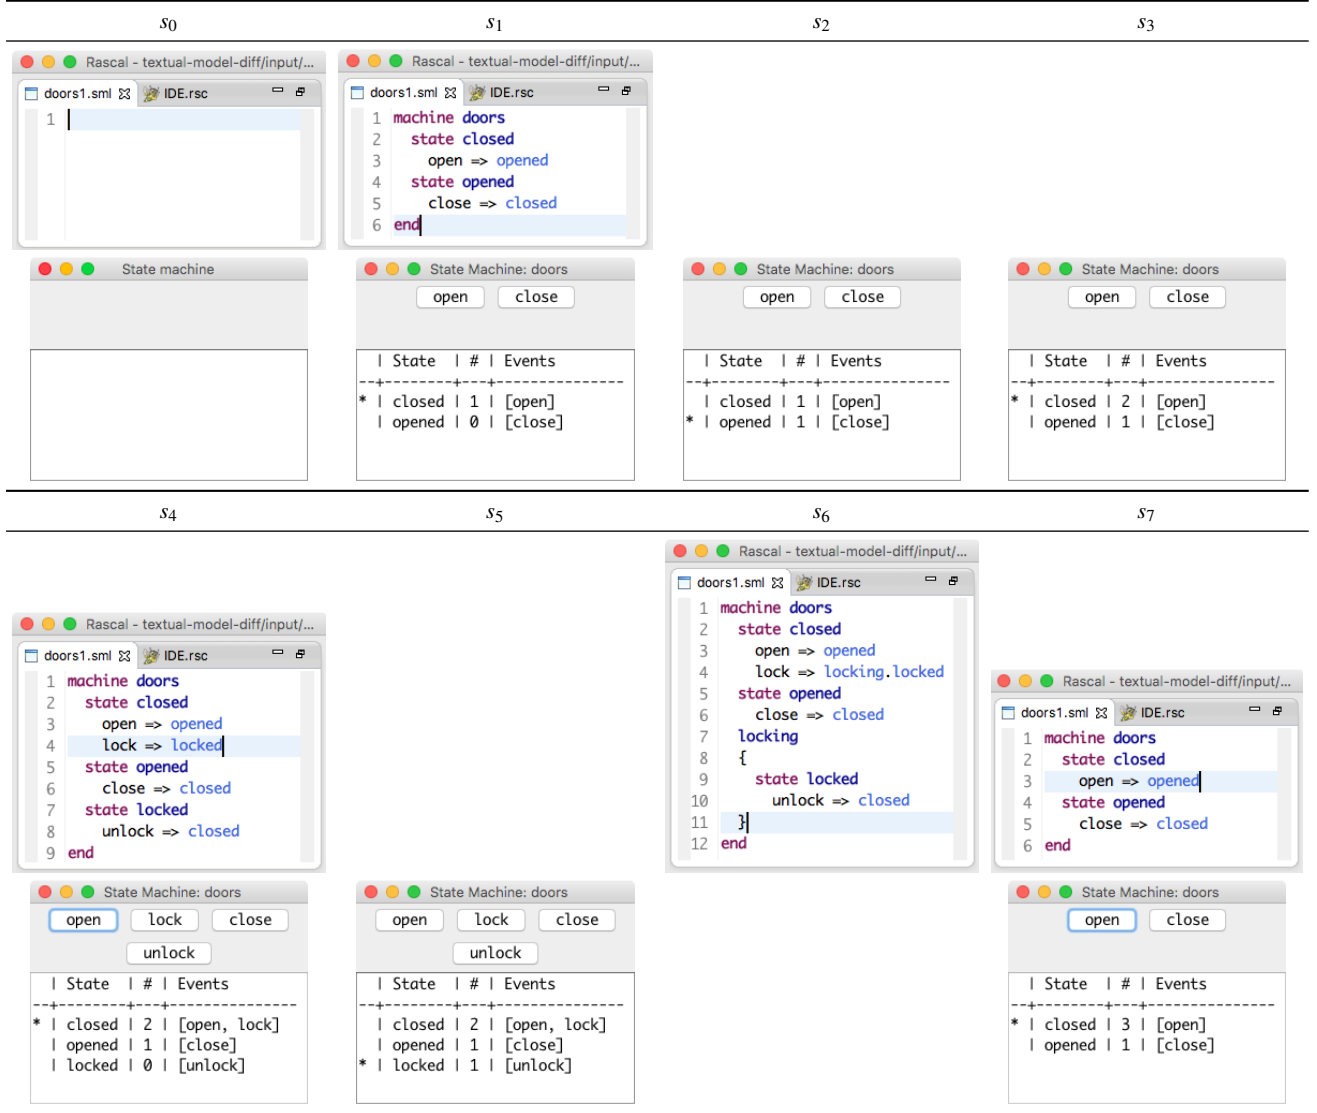 s0 s1 s2 s3
Rascal - textual-model-diff/input/...
doors1.sml IDE.rsc
1
Rascal - textual-model-diff/input/...
doors1.sml IDE.rsc
1 machine doors
2 state closed
3 open => opened
4 state opened
5 close => closed
6 end
State machine
State Machine: doors
open close
| State | # | Events
--+--------+---+---------------
* | closed | 1 | [open]
| opened | 0 | [close]
State Machine: doors
open close
| State | # | Events
--+--------+---+---------------
| closed | 1 | [open]
* | opened | 1 | [close]
State Machine: doors
open close
| State | # | Events
--+--------+---+---------------
* | closed | 2 | [open]
| opened | 1 | [close]
s4 s5 s6 s7
Rascal - textual-model-diff/input/...
doors1.sml IDE.rsc
1 machine doors
2 state closed
3 open => opened
4 lock => locked
5 state opened
6 close => closed
7 state locked
8 unlock => closed
9 end
Rascal - textual-model-diff/input/...
doors1.sml IDE.rsc
1 machine doors
2 state closed
3 open => opened
4 lock => locking.locked
5 state opened
6 close => closed
7 locking
8 {
9 state locked
10 unlock => closed
11 }
12 end
Rascal - textual-model-diff/input/...
doors1.sml IDE.rsc
1 machine doors
2 state closed
3 open => opened
4 state opened
5 close => closed
6 end
State Machine: doors
open lock close
unlock
| State | # | Events
--+--------+---+---------------
* | closed | 2 | [open, lock]
| opened | 1 | [close]
| locked | 0 | [unlock]
State Machine: doors
open lock close
unlock
| State | # | Events
--+--------+---+---------------
| closed | 2 | [open, lock]
| opened | 1 | [close]
* | locked | 1 | [unlock]
State Machine: doors
open close
| State | # | Events
--+--------+---+---------------
* | closed | 3 | [open]
| opened | 1 | [close]